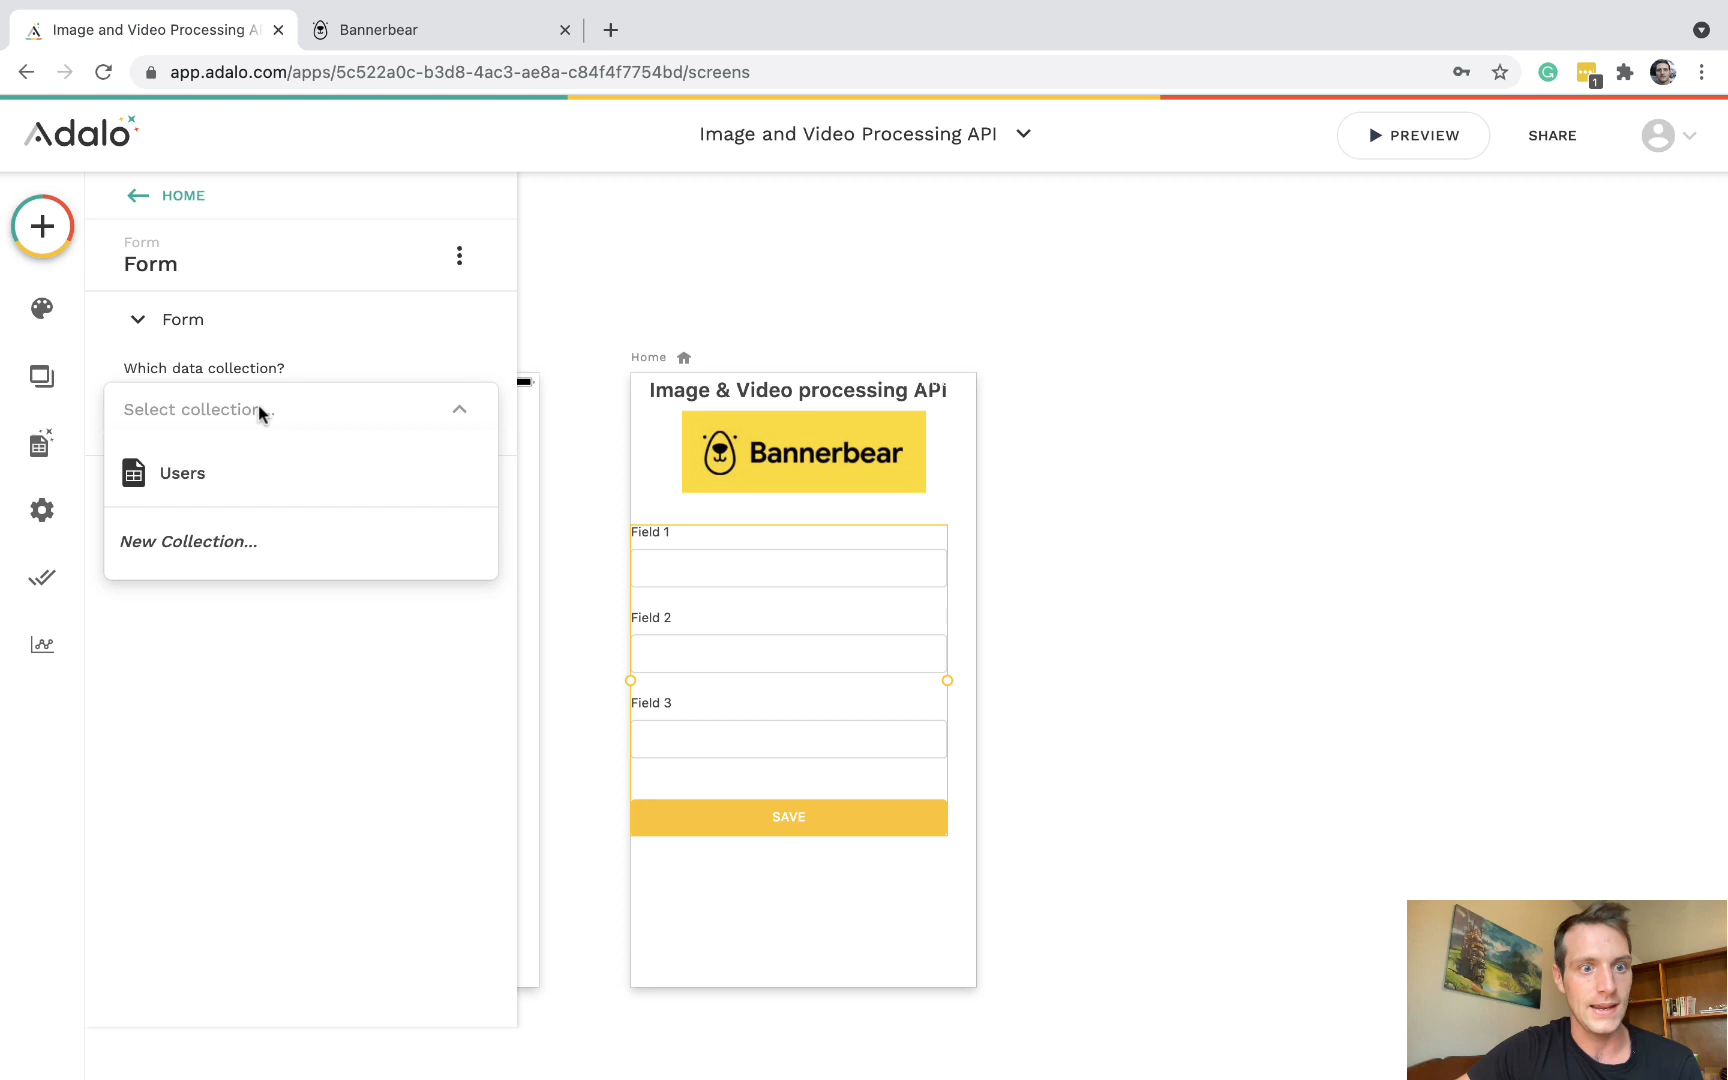 Image and Video Processing A
Bannerbear
app.adalo.com/apps/5c522a0c-b3d8-4ac3-ae8a-c84f4f7754bd/screens
1
Adalo
Image and Video Processing API
PREVIEW
SHARE
HOME
Form
Form
Form
Which data collection?
Select collection...
Users
New Collection...
Home
Image & Video processing API
Bannerbear
Field 1
Field 2
Field 3
SAVE